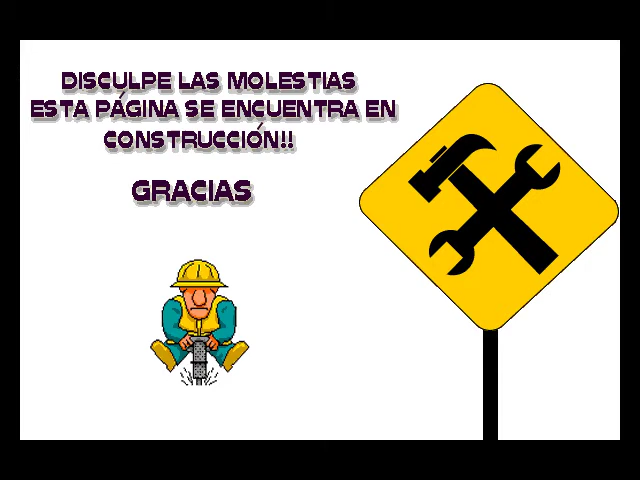 DISCULPE LAS MOLESTIAS
ESTA PÁGINA SE ENCUENTRA EN
CONSTRUCCIÓN!!
GRACIAS